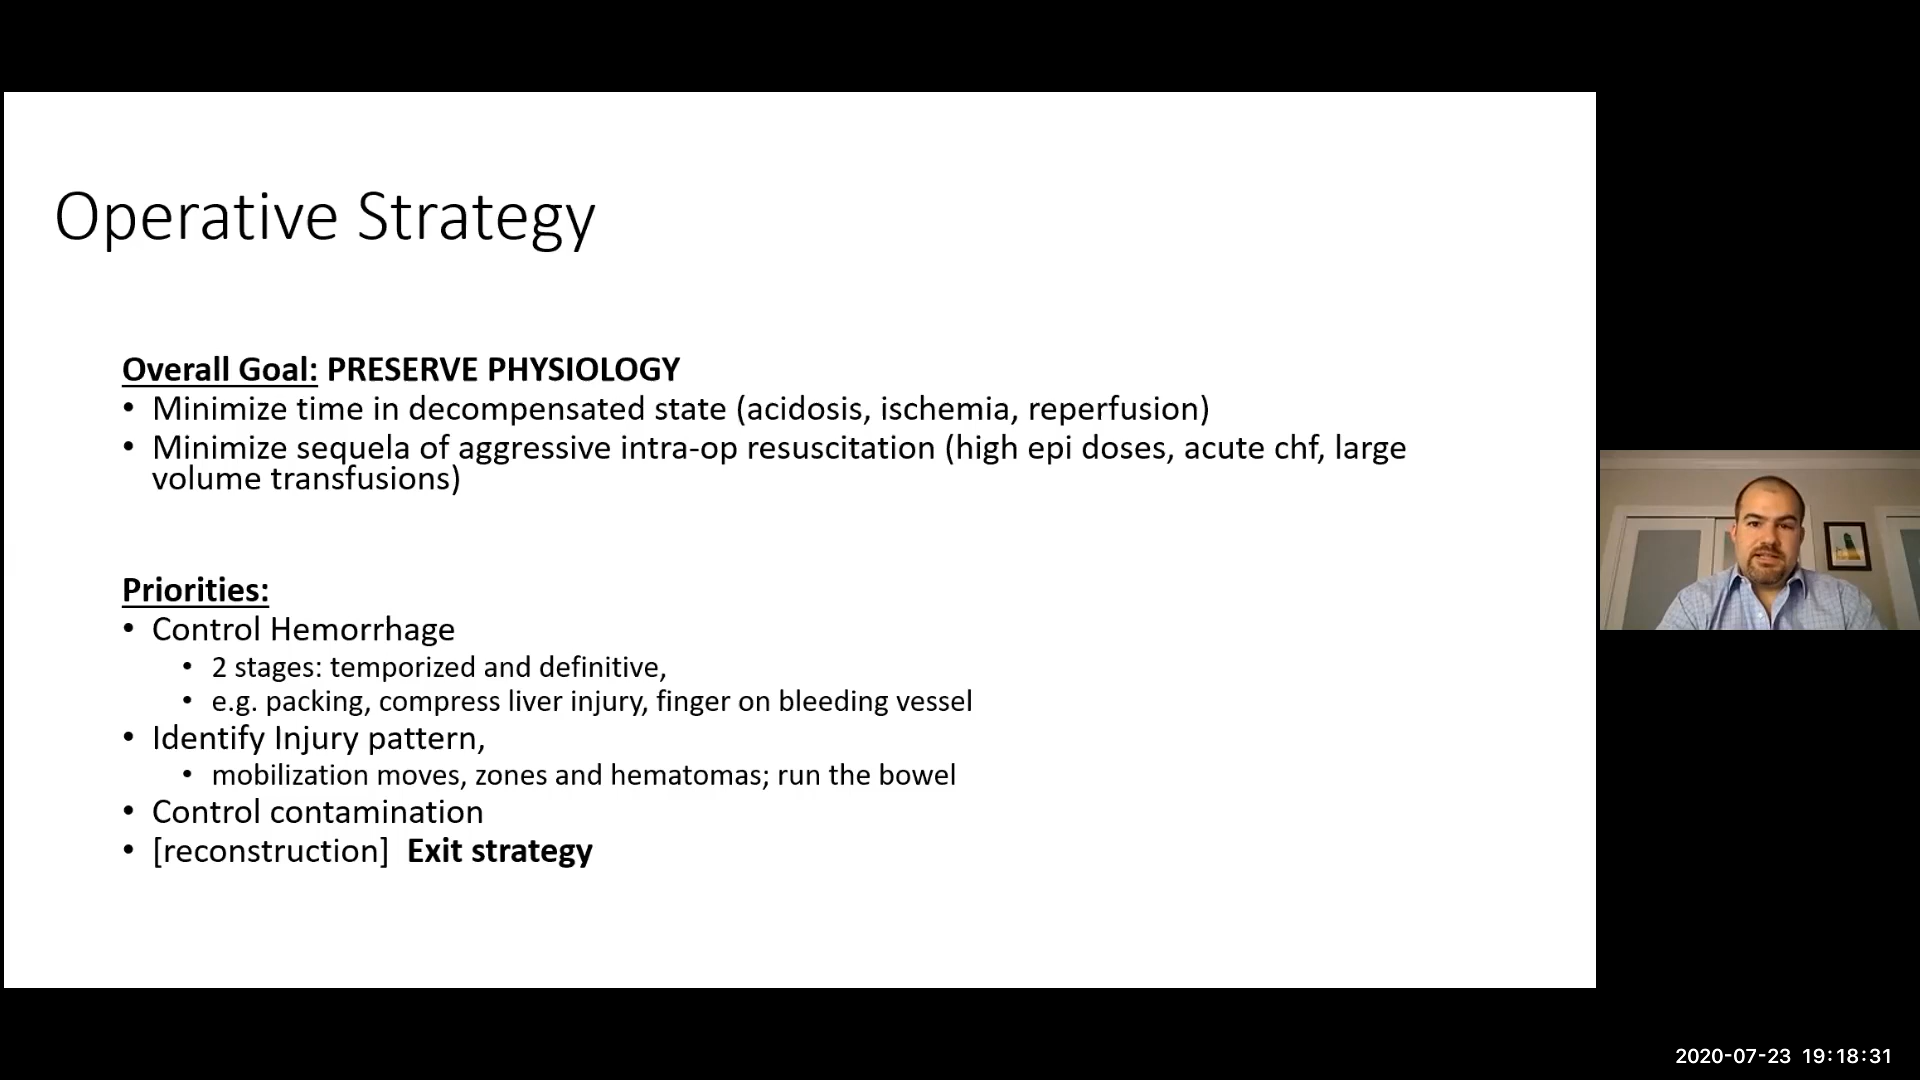 Operative Strategy
Overall Goal: PRESERVE PHYSIOLOGY
• Minimize time in decompensated state (acidosis, ischemia, reperfusion)
• Minimize sequela of aggressive intra-op resuscitation (high epi doses, acute chf, large
volume transfusions)
Priorities:
• Control Hemorrhage
• 2 stages: temporized and definitive,
• e.g. packing, compress liver injury, finger on bleeding vessel
• Identify Injury pattern,
• mobilization moves, zones and hematomas; run the bowel
• Control contamination
• [reconstruction] Exit strategy
2020-07-23 19:18:31